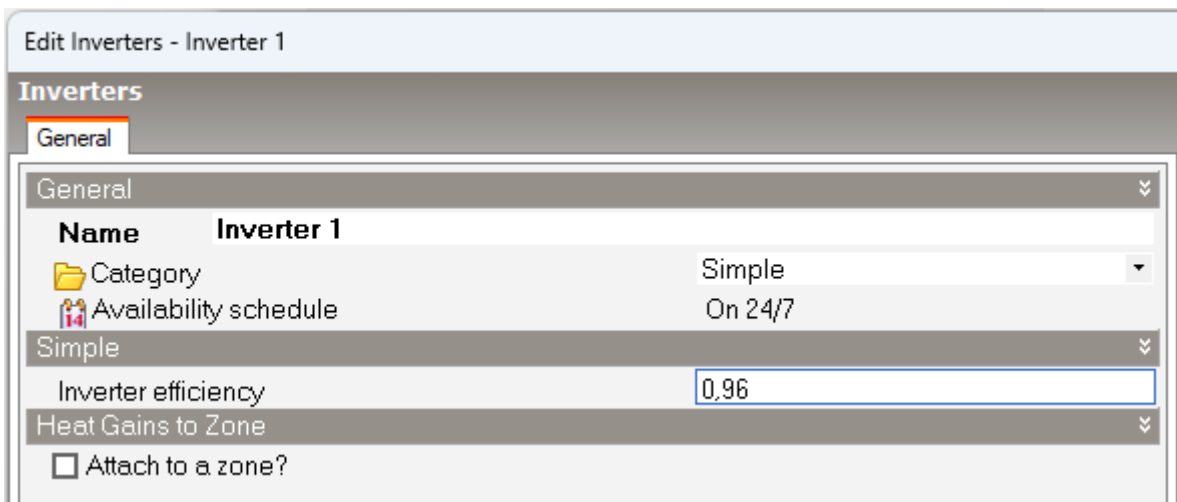 Edit Inverters - Inverter 1
Inverters
General
General
Name Inverter 1
Category Simple
14 Availability schedule On 24/7
Simple
Inverter efficiency 0,96
Heat Gains to Zone
Attach to a zone?